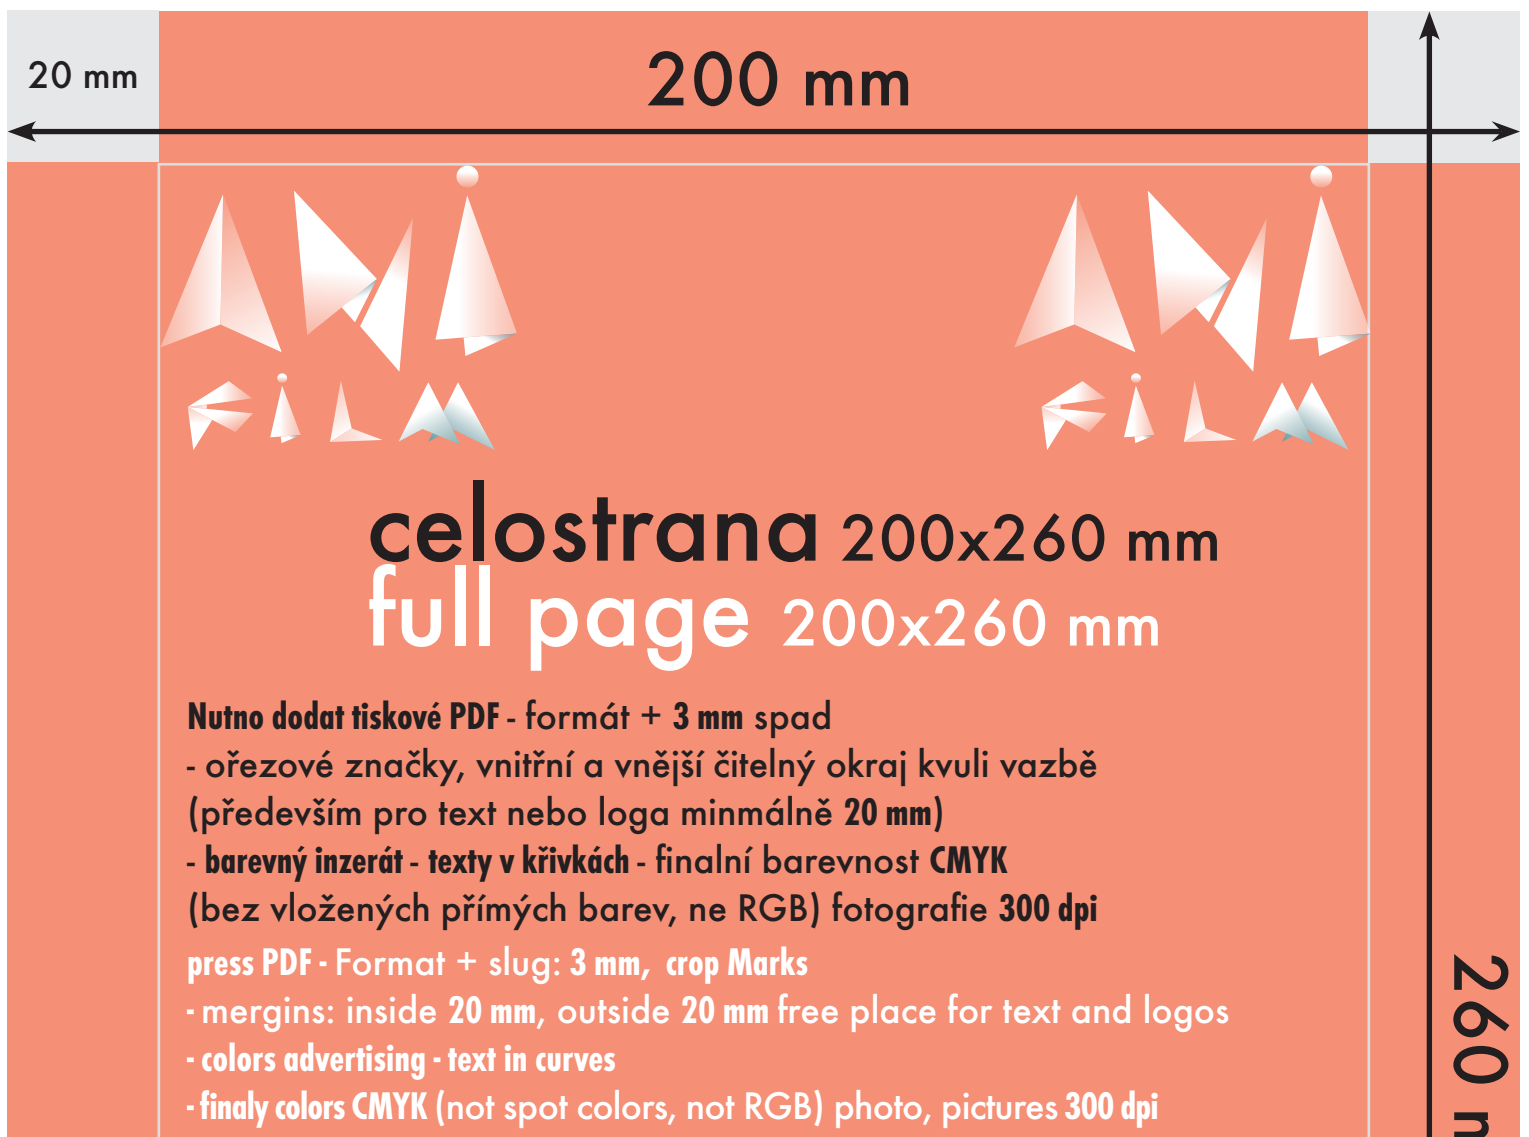 20 mm
200 mm
ANI ANI
FILM FILM
celostrana 200x260 mm
full page 200x260 mm
Nutno dodat tiskové PDF - formát + 3 mm spad
- ořezové značky, vnitřní a vnější čitelný okraj kvuli vazbě
(především pro text nebo loga minmálně 20 mm)
- barevný inzerát - texty v křivkách - finalní barevnost CMYK
(bez vložených přímých barev, ne RGB) fotografie 300 dpi
press PDF - Format + slug: 3 mm, crop Marks
- mergins: inside 20 mm, outside 20 mm free place for text and logos
- colors advertising - text in curves
- finaly colors CMYK (not spot colors, not RGB) photo, pictures 300 dpi
260